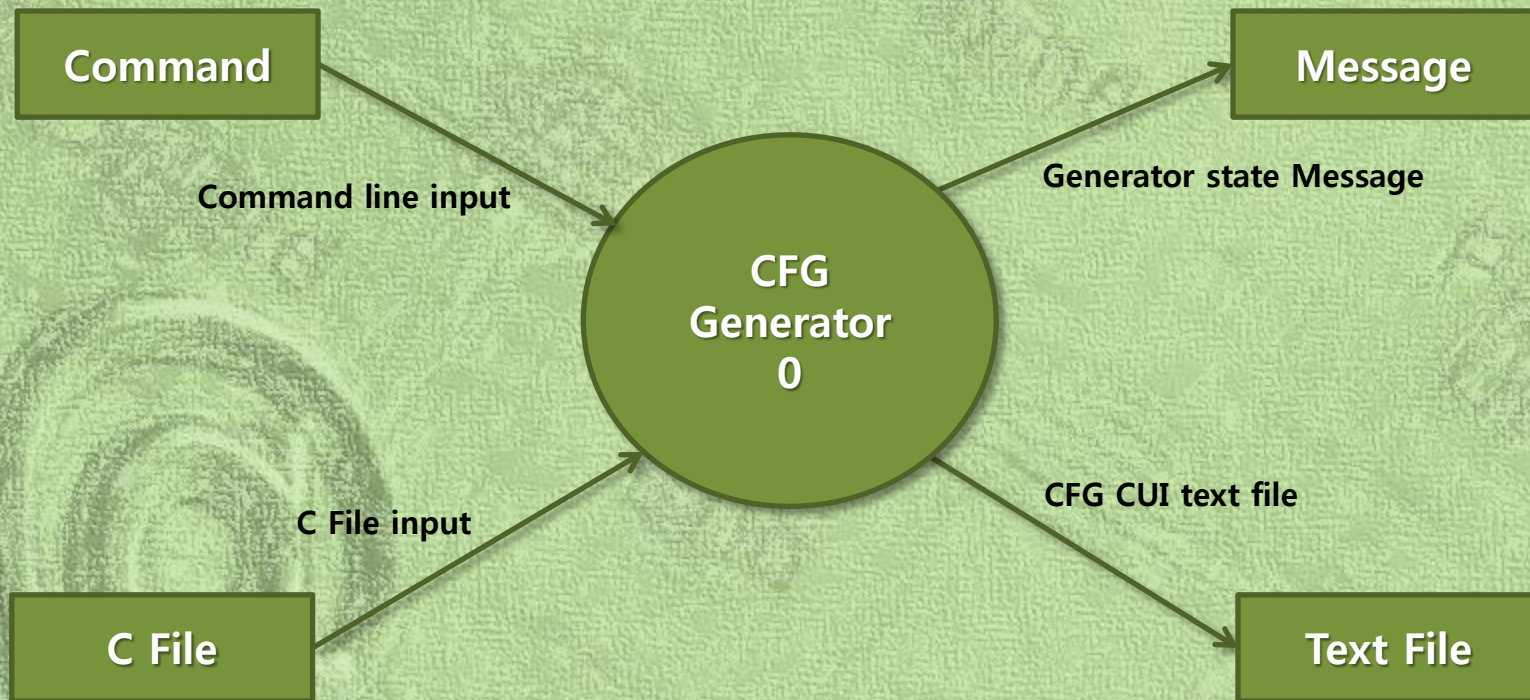 Command
Message
Command line input
Generator state Message
CFG
Generator
0
C File input
CFG CUI text file
C File
Text File